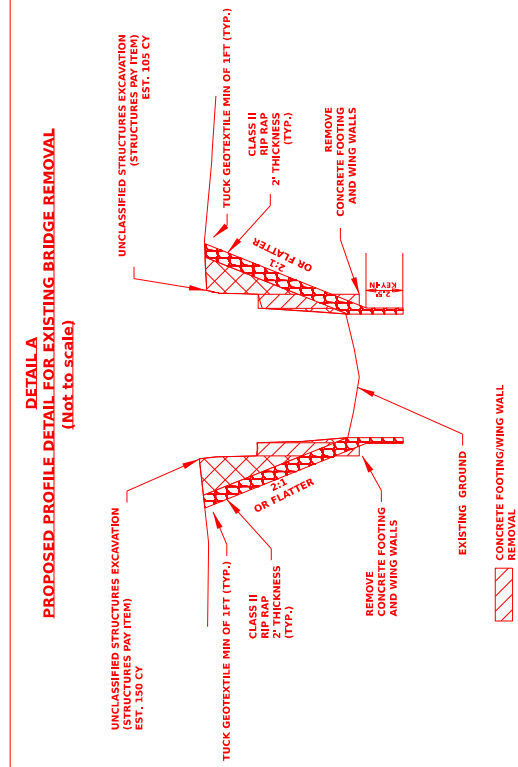 DETAIL A
PROPOSED PROFILE DETAIL FOR EXISTING BRIDGE REMOVAL
(Not to scale)
UNCLASSIFIED STRUCTURES EXCAVATION
(STRUCTURES PAY ITEM)
EST. 150 CY
UNCLASSIFIED STRUCTURES EXCAVATION
(STRUCTURES PAY ITEM)
EST. 105 CY
TUCK GEOTEXTILE MIN OF 1FT (TYP.)
TUCK GEOTEXTILE MIN OF 1FT (TYP.)
CLASS II
RIP RAP
2' THICKNESS
(TYP.)
CLASS II
RIP RAP
2' THICKNESS
(TYP.)
2:1
OR FLATTER
2:1
OR FLATTER
REMOVE
CONCRETE FOOTING
AND WING WALLS
REMOVE
CONCRETE FOOTING
AND WING WALLS
2.5'
KEY-IN
EXISTING GROUND
CONCRETE FOOTING/WING WALL
REMOVAL